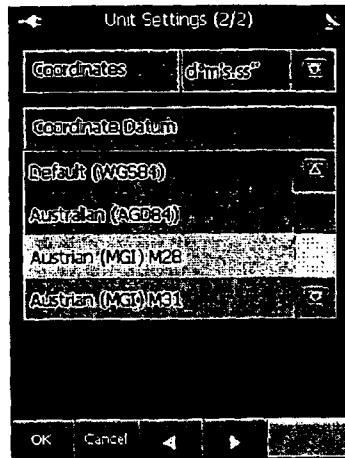 Unit Settings (2/2)
Coordinates d°m's.ss"
Coordinate Datum
Default (WGS84)
Australian (AGD84)
Austrian (MGI) M28
Austrian (MGI) M31
OK Cancel